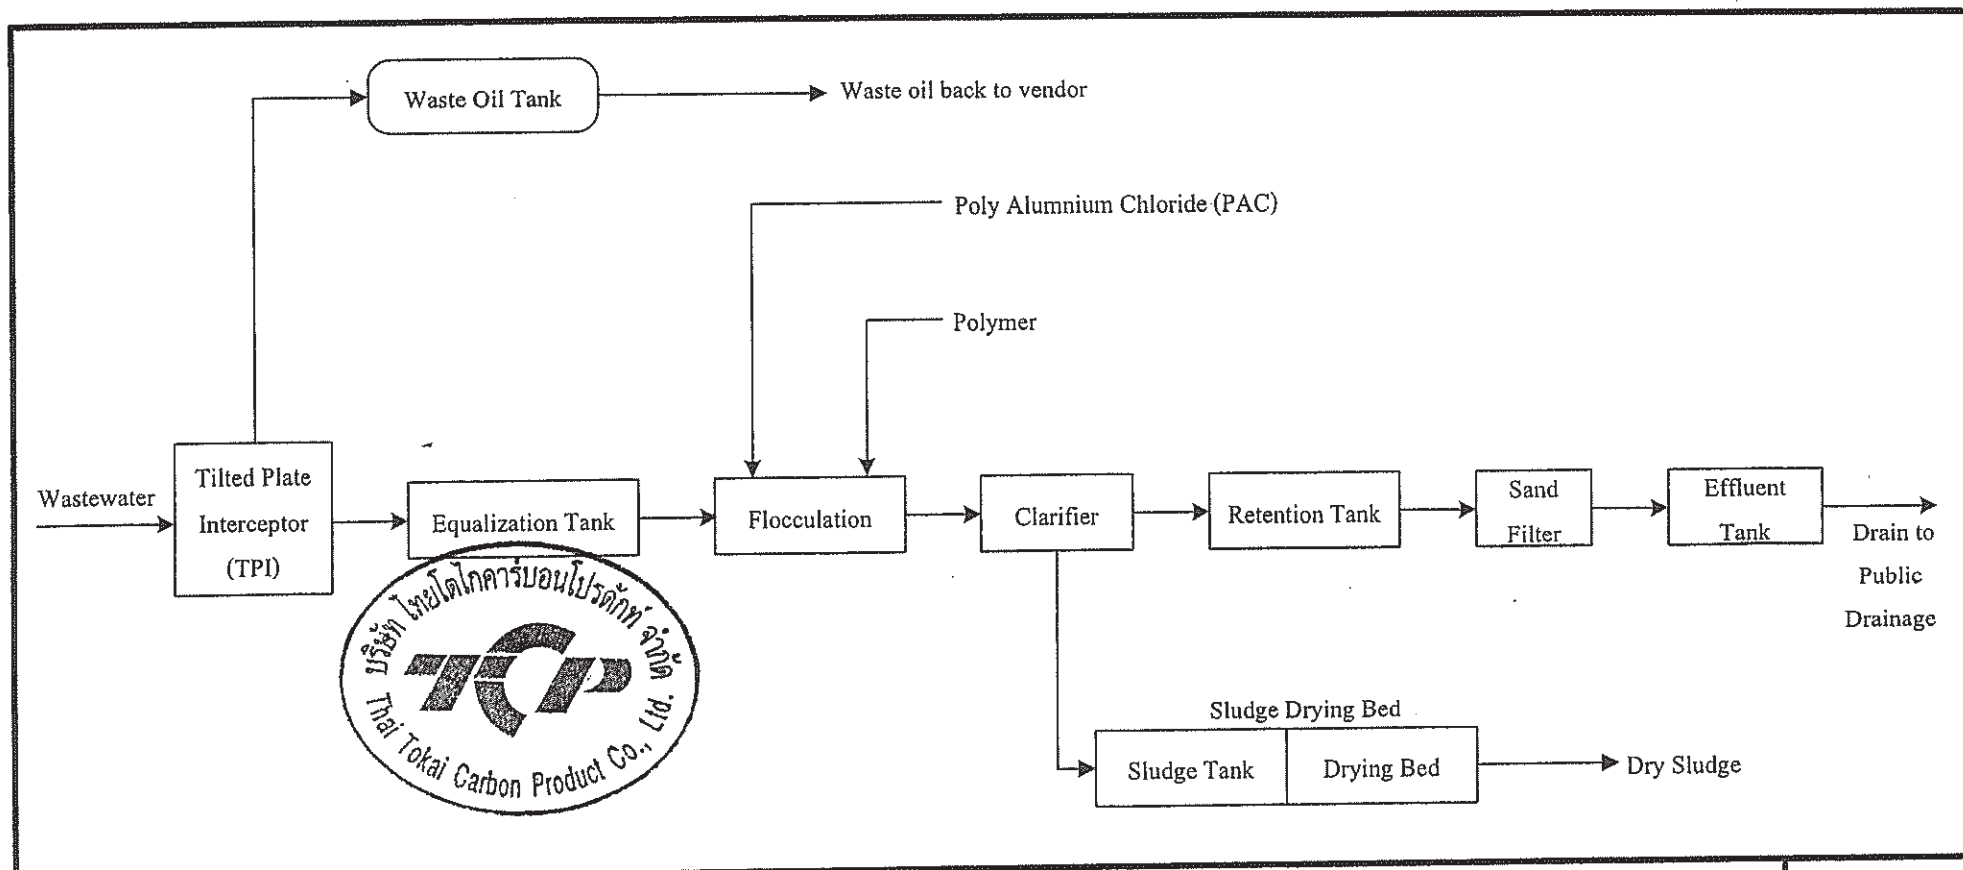 Waste Oil Tank
Waste oil back to vendor
Poly Alumnium Chloride (PAC)
Polymer
Wastewater
Tilted Plate
Interceptor
(TPI)
Equalization Tank
Flocculation
Clarifier
Retention Tank
Sand
Filter
Effluent
Tank
Drain to
Public
Drainage
บริษัท ไทยโตไกคาร์บอนโปรดักท์ จำกัด
TCP
Thai Tokai Carbon Product Co., Ltd.
Sludge Drying Bed
Sludge Tank
Drying Bed
Dry Sludge